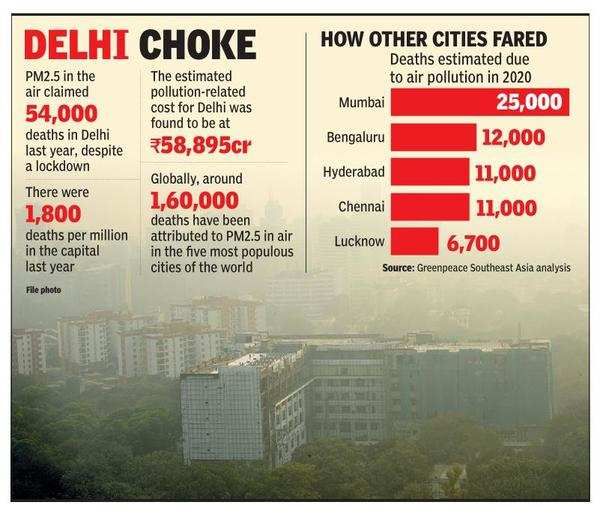 DELHI CHOKE
PM2.5 in the
air claimed
54,000
deaths in Delhi
last year, despite
a lockdown
There were
1,800
deaths per million
in the capital
last year
File photo
The estimated
pollution-related
cost for Delhi was
found to be at
₹58,895cr
Globally, around
1,60,000
deaths have been
attributed to PM2.5 in air
in the five most populous
cities of the world
HOW OTHER CITIES FARED
Deaths estimated due
to air pollution in 2020
Mumbai 25,000
Bengaluru 12,000
Hyderabad 11,000
Chennai 11,000
Lucknow 6,700
Source: Greenpeace Southeast Asia analysis